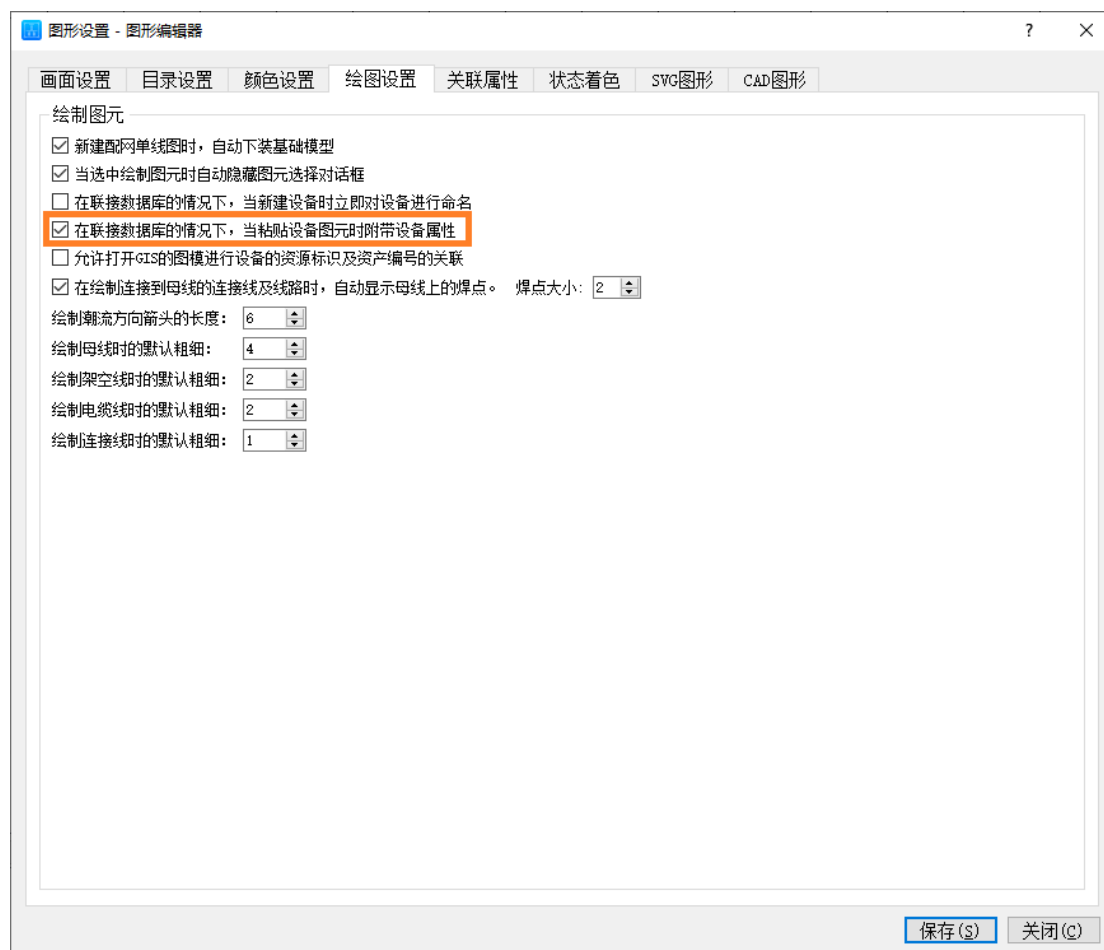 图形设置 - 图形编辑器
?
画面设置 目录设置 颜色设置 绘图设置 关联属性 状态着色 SVG图形 CAD图形
绘制图元
新建配网单线图时，自动下装基础模型
当选中绘制图元时自动隐藏图元选择对话框
在联接数据库的情况下，当新建设备时立即对设备进行命名
在联接数据库的情况下，当粘贴设备图元时附带设备属性
允许打开GIS的图模进行设备的资源标识及资产编号的关联
在绘制连接到母线的连接线及线路时，自动显示母线上的焊点。 焊点大小: 2
绘制潮流方向箭头的长度: 6
绘制母线时的默认粗细: 4
绘制架空线时的默认粗细: 2
绘制电缆线时的默认粗细: 2
绘制连接线时的默认粗细: 1
保存(S) 关闭(C)